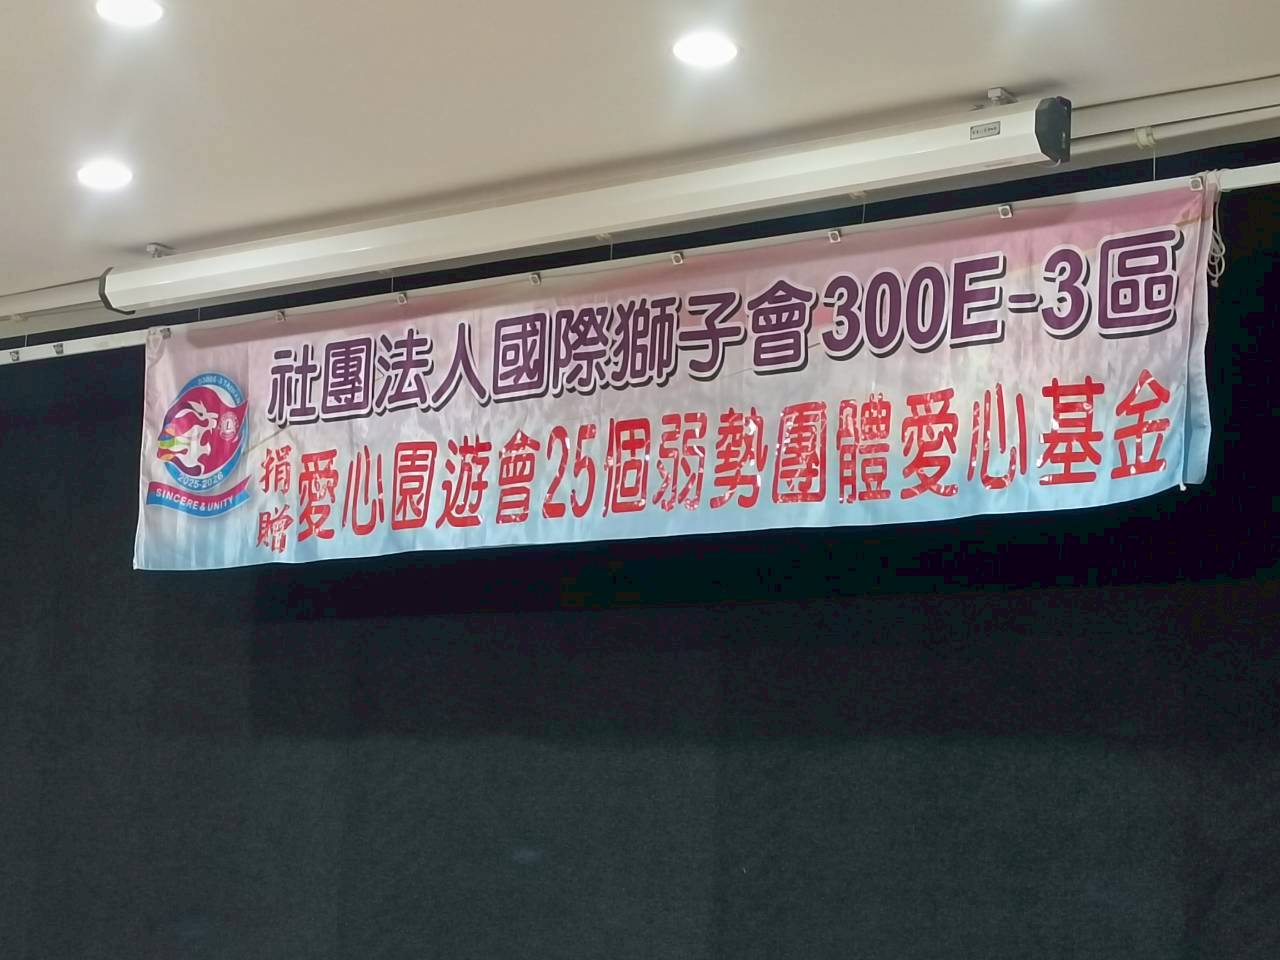 社團法人國際獅子會300E-3區
捐贈愛心園遊會25個弱勢團體愛心基金
2025-2026
SINCERE & UNITY